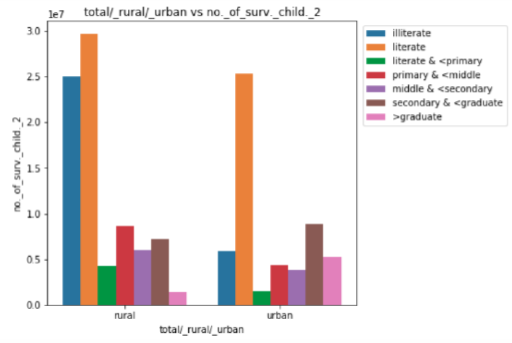 total/_rural/_urban vs no._of_surv._child._2
1e7
3.0
2.5
2.0
1.5
1.0
0.5
0.0
no._of_surv._child._2
rural
urban
total/_rural/_urban
illiterate
literate
literate & <primary
primary & <middle
middle & <secondary
secondary & <graduate
>graduate